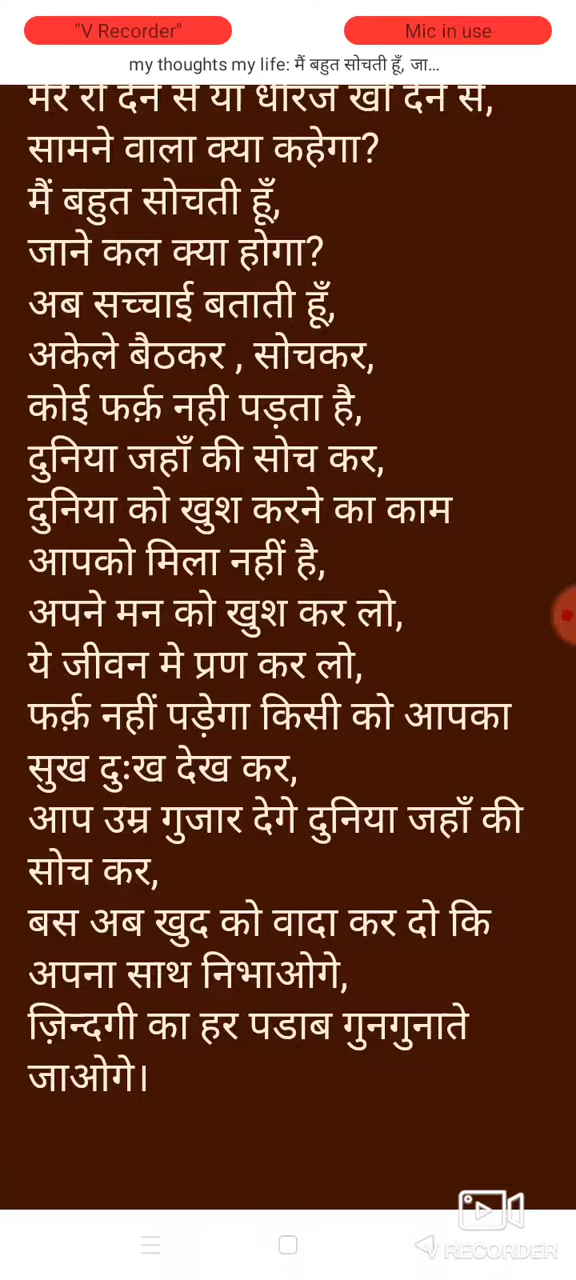 "V Recorder"
Mic in use
my thoughts my life: मैं बहुत सोचती हूँ, जा...
मेरे रो देने से या धीरज खो देने से,
सामने वाला क्या कहेगा?
मैं बहुत सोचती हूँ,
जाने कल क्या होगा?
अब सच्चाई बताती हूँ,
अकेले बैठकर , सोचकर,
कोई फर्क़ नही पड़ता है,
दुनिया जहाँ की सोच कर,
दुनिया को खुश करने का काम
आपको मिला नहीं है,
अपने मन को खुश कर लो,
ये जीवन मे प्रण कर लो,
फर्क़ नहीं पड़ेगा किसी को आपका
सुख दुःख देख कर,
आप उम्र गुजार देगे दुनिया जहाँ की
सोच कर,
बस अब खुद को वादा कर दो कि
अपना साथ निभाओगे,
ज़िन्दगी का हर पडाब गुनगुनाते
जाओगे।
V RECORDER